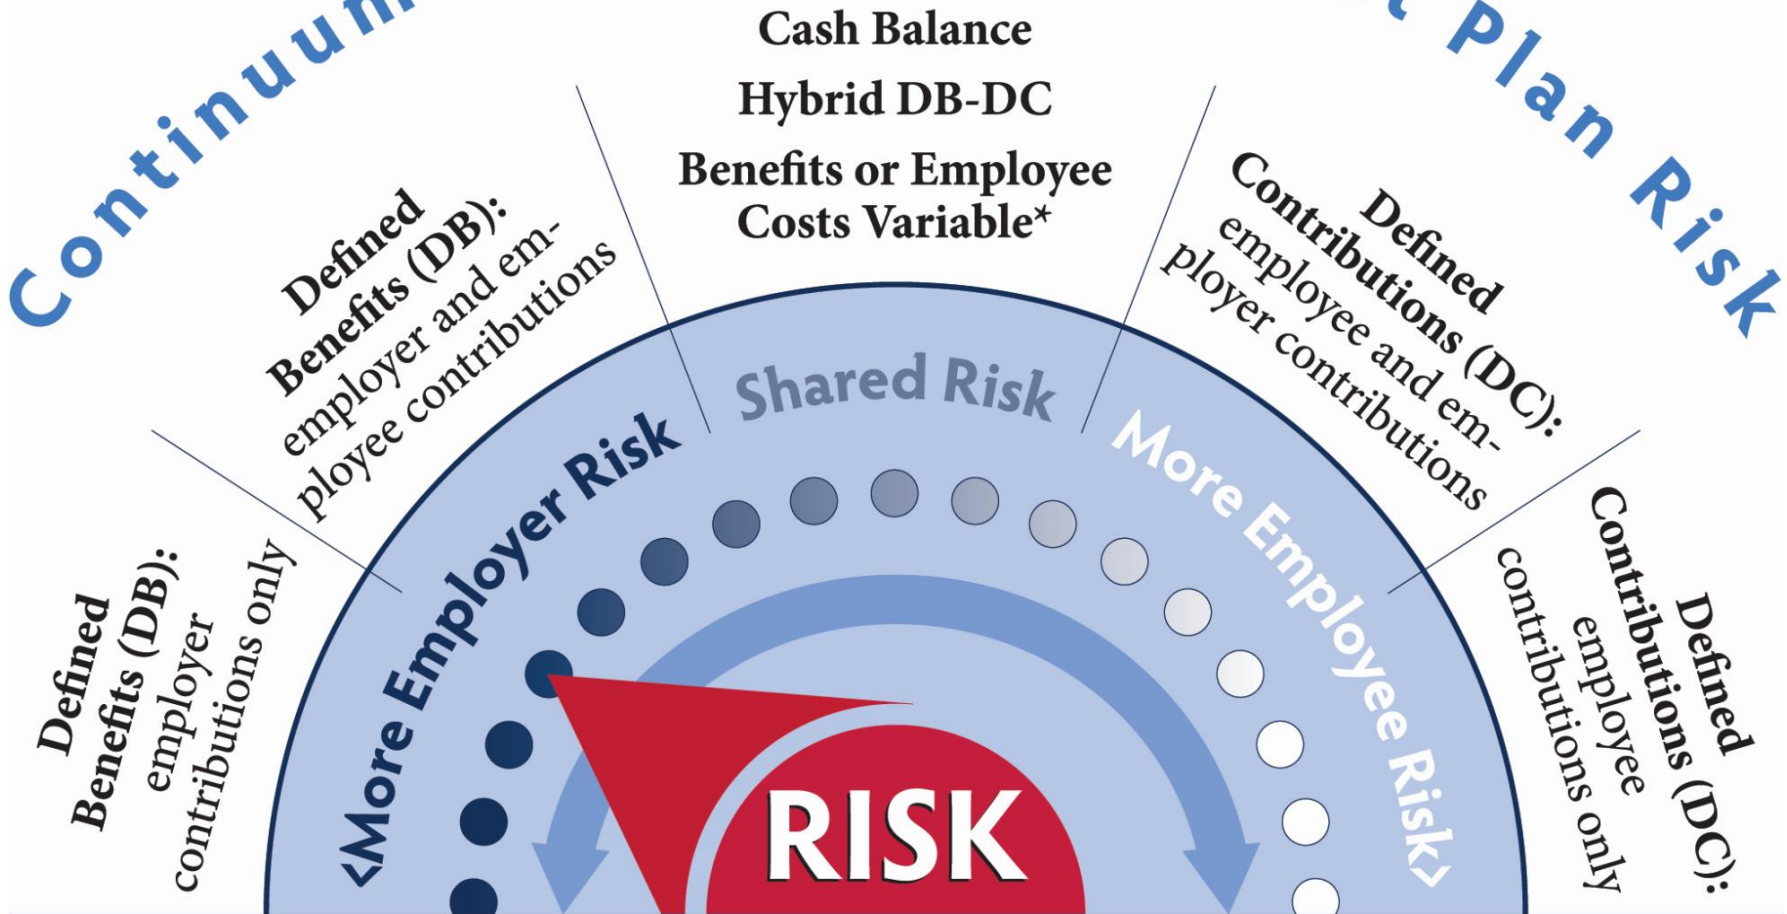 Continuum
Plan Risk
Cash Balance
Hybrid DB-DC
Benefits or Employee
Costs Variable*
Defined
Benefits (DB):
employer and em-
ployee contributions
Defined
Contributions (DC):
employee and em-
ployer contributions
Defined
Benefits (DB):
employer
contributions only
Defined
Contributions (DC):
employee
contributions only
<More Employer Risk
Shared Risk
More Employee Risk>
RISK